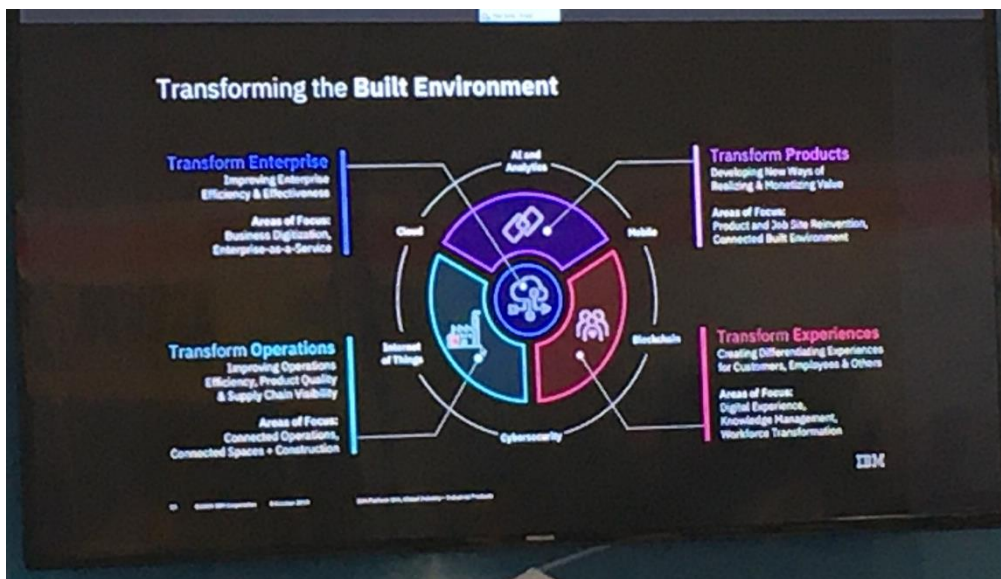 Transforming the Built Environment
Transform Enterprise
Improving Enterprise
Efficiency & Effectiveness
Areas of Focus:
Business Digitization,
Enterprise-as-a-Service
Transform Operations
Improving Operations
Efficiency, Product Quality
& Supply Chain Visibility
Areas of Focus:
Connected Operations,
Connected Spaces + Construction
AI and
Analytics
Cloud
Mobile
Internet
of Things
Blockchain
Cybersecurity
Transform Products
Developing New Ways of
Realizing & Monetizing Value
Areas of Focus:
Product and Job Site Reinvention,
Connected Built Environment
Transform Experiences
Creating Differentiating Experiences
for Customers, Employees & Others
Areas of Focus:
Digital Experience,
Knowledge Management,
Workforce Transformation
IBM
IBM Corporation
Industrial Products